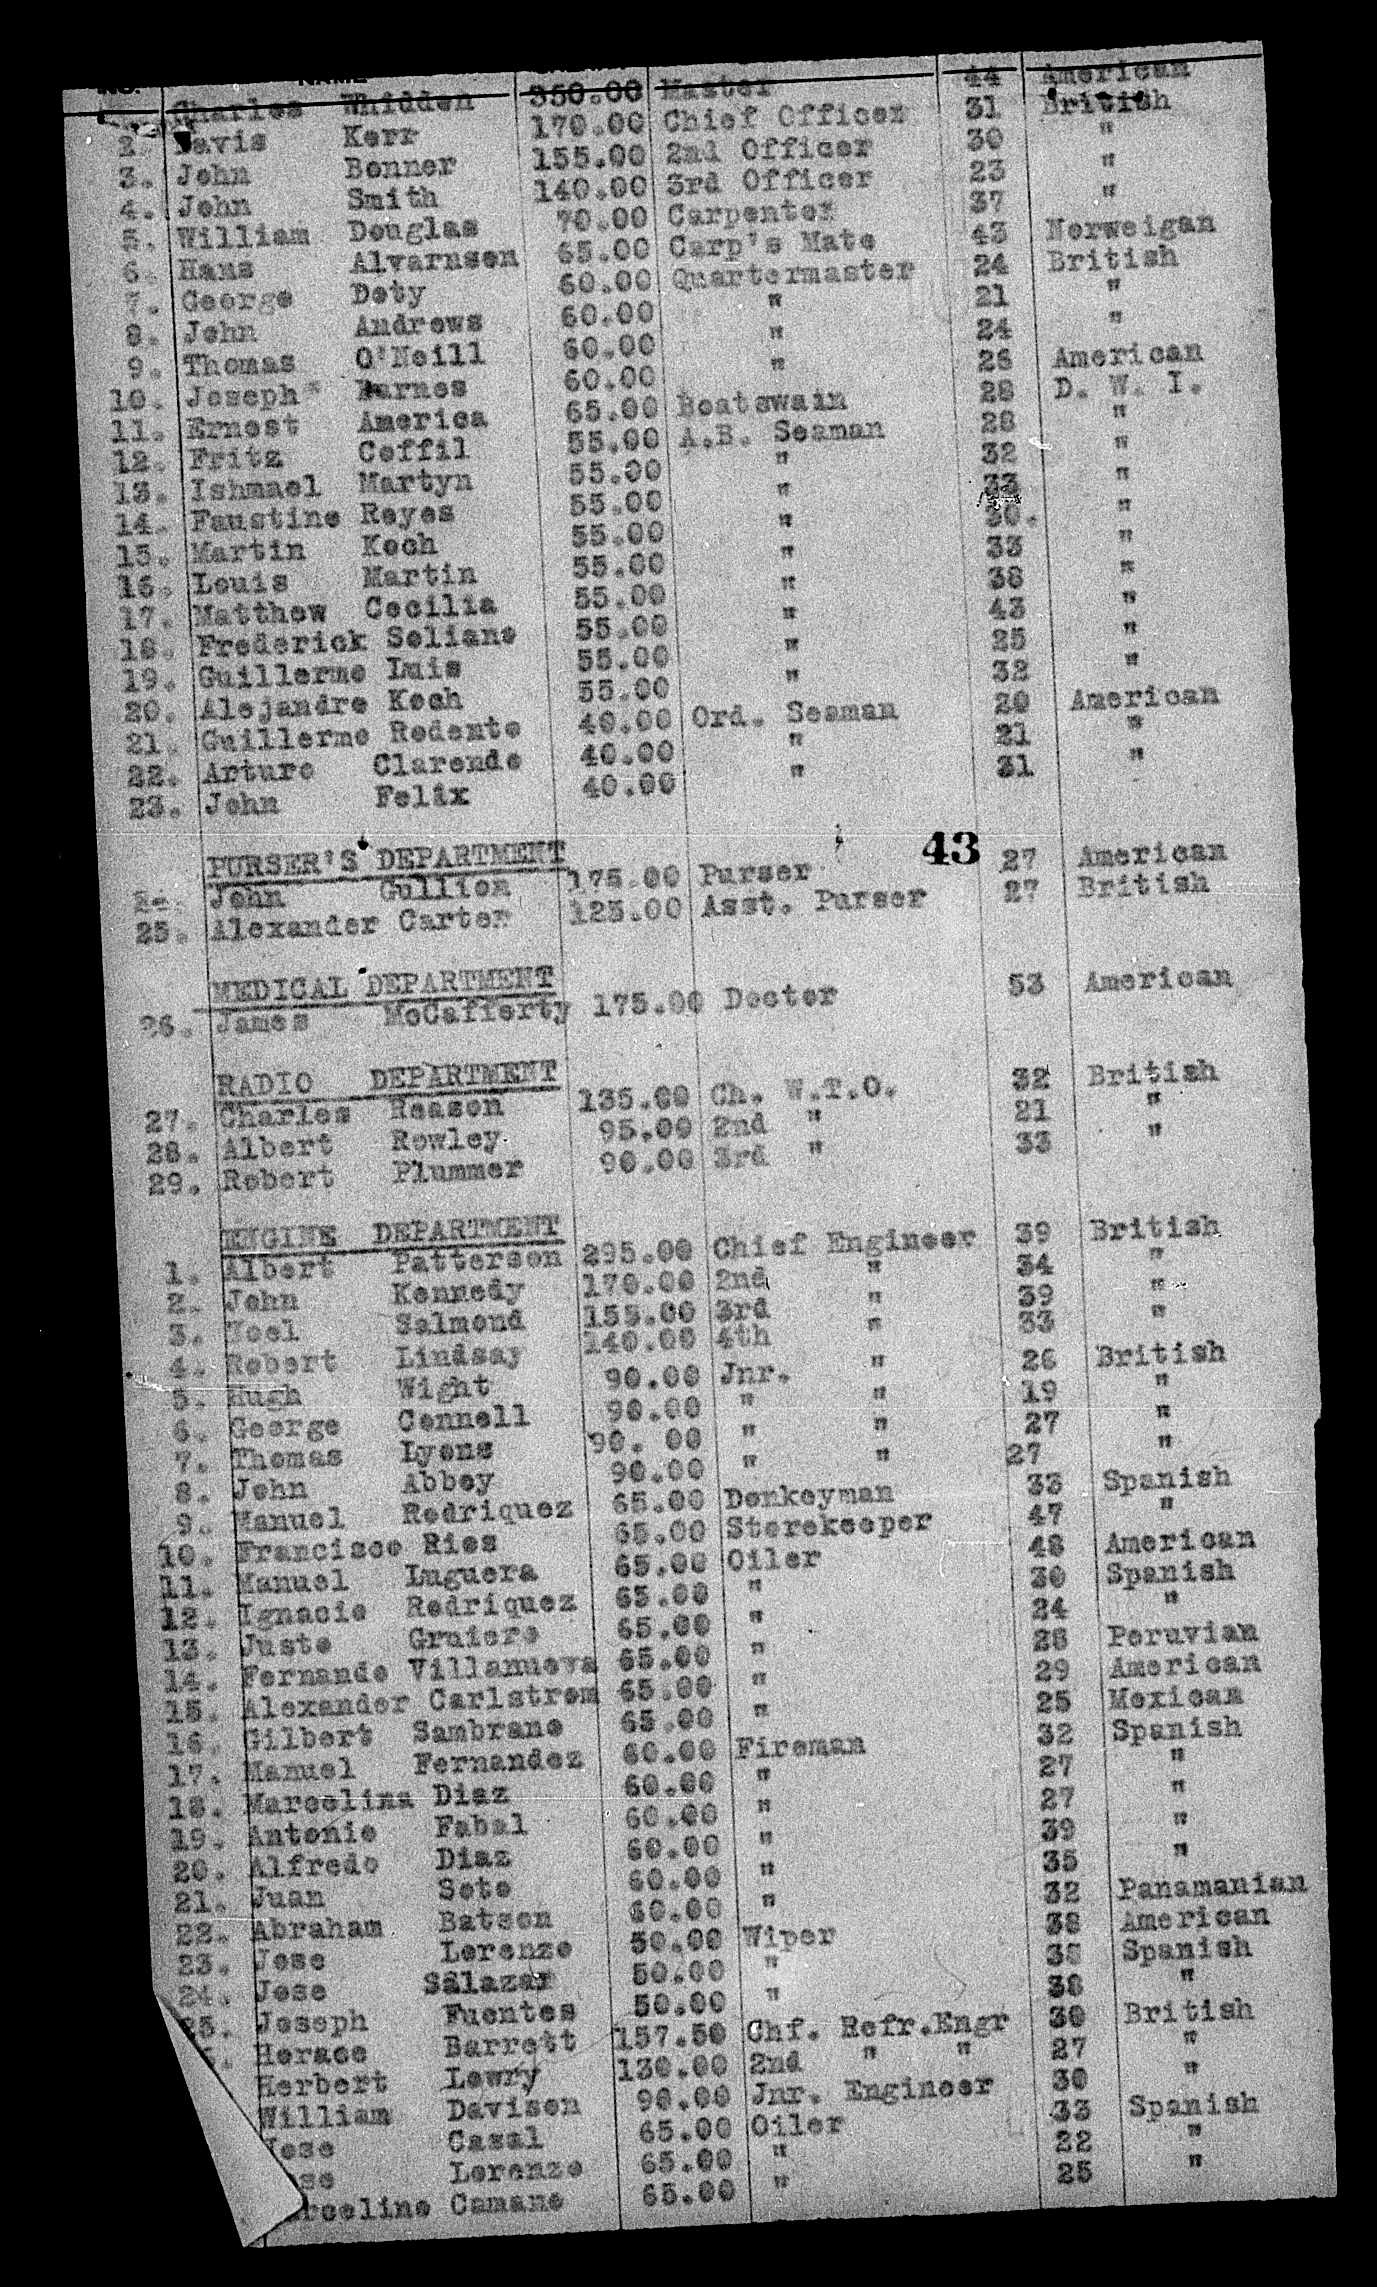 NO. NAME
Charles Whidden 350.00 Master 44 American
2. Davis Kerr 170.00 Chief Officer 31 British
3. John Bonner 155.00 2nd Officer 30 "
4. John Smith 140.00 3rd Officer 23 "
5. William Douglas 70.00 Carpenter 37 "
6. Hans Alvarnsen 65.00 Carp's Mate 43 Norweigan
7. George Doty 60.00 Quartermaster 24 British
8. John Andrews 60.00 " 21 "
9. Thomas O'Neill 60.00 " 24 "
10. Joseph Barnes 60.00 " 26 American
11. Ernest America 65.00 Boatswain 28 D. W. I.
12. Fritz Coffil 55.00 A.B. Seaman 28 "
13. Ishmael Martyn 55.00 " 32 "
14. Faustino Reyes 55.00 " 33 "
15. Martin Koch 55.00 " 30. "
16. Louis Martin 55.00 " 33 "
17. Matthew Cecilia 55.00 " 38 "
18. Frederick Soliano 55.00 " 43 "
19. Guillermo Luis 55.00 " 25 "
20. Alejandro Koch 55.00 " 32 "
21. Guillermo Redento 40.00 Ord. Seaman 20 American
22. Arturo Clarendo 40.00 " 21 "
23. John Felix 40.00 " 31 "
43
PURSER'S DEPARTMENT
24. John Gullion 175.00 Purser 27 American
25. Alexander Carter 125.00 Asst. Purser 27 British
MEDICAL DEPARTMENT
26. James McCafferty 175.00 Doctor 53 American
RADIO DEPARTMENT
27. Charles Reason 135.00 Ch. W.T.O. 32 British
28. Albert Rowley 95.00 2nd " 21 "
29. Robert Plummer 90.00 3rd " 33 "
ENGINE DEPARTMENT
1. Albert Patterson 295.00 Chief Engineer 39 British
2. John Kennedy 170.00 2nd " 34 "
3. Noel Salmond 155.00 3rd " 39 "
4. Robert Lindsay 140.00 4th " 33 "
5. Hugh Wight 90.00 Jnr. " 26 British
6. George Connell 90.00 " " 19 "
7. Thomas Lyons 90. 00 " " 27 "
8. John Abbey 90.00 " " 27 "
9. Manuel Rodriquez 65.00 Donkeyman 33 Spanish
10. Francisco Rios 65.00 Storekeeper 47 "
11. Manuel Luguera 65.00 Oiler 48 American
12. Ignacio Rodriquez 65.00 " 30 Spanish
13. Justo Gruiero 65.00 " 24 "
14. Fernando Villanueva 65.00 " 28 Peruvian
15. Alexander Carlstrom 65.00 " 29 American
16. Gilbert Sambrano 65.00 " 25 Mexican
17. Manuel Fernandez 60.00 Fireman 32 Spanish
18. Marcelina Diaz 60.00 " 27 "
19. Antonio Fabal 60.00 " 27 "
20. Alfredo Diaz 60.00 " 39 "
21. Juan Soto 60.00 " 35 "
22. Abraham Batson 60.00 " 32 Panamanian
23. Jose Lorenzo 50.00 Wiper 38 American
24. Jose Salazar 50.00 " 38 Spanish
25. Joseph Fuentes 50.00 " 38 "
Horace Barrett 157.50 Chf. Refr.Engr 30 British
Herbert Lowry 130.00 2nd " " 27 "
William Davison 90.00 Jnr. Engineer 30 "
Jose Casal 65.00 Oiler 33 Spanish
ose Lorenzo 65.00 " 22 "
rceline Camano 65.00 " 25 "